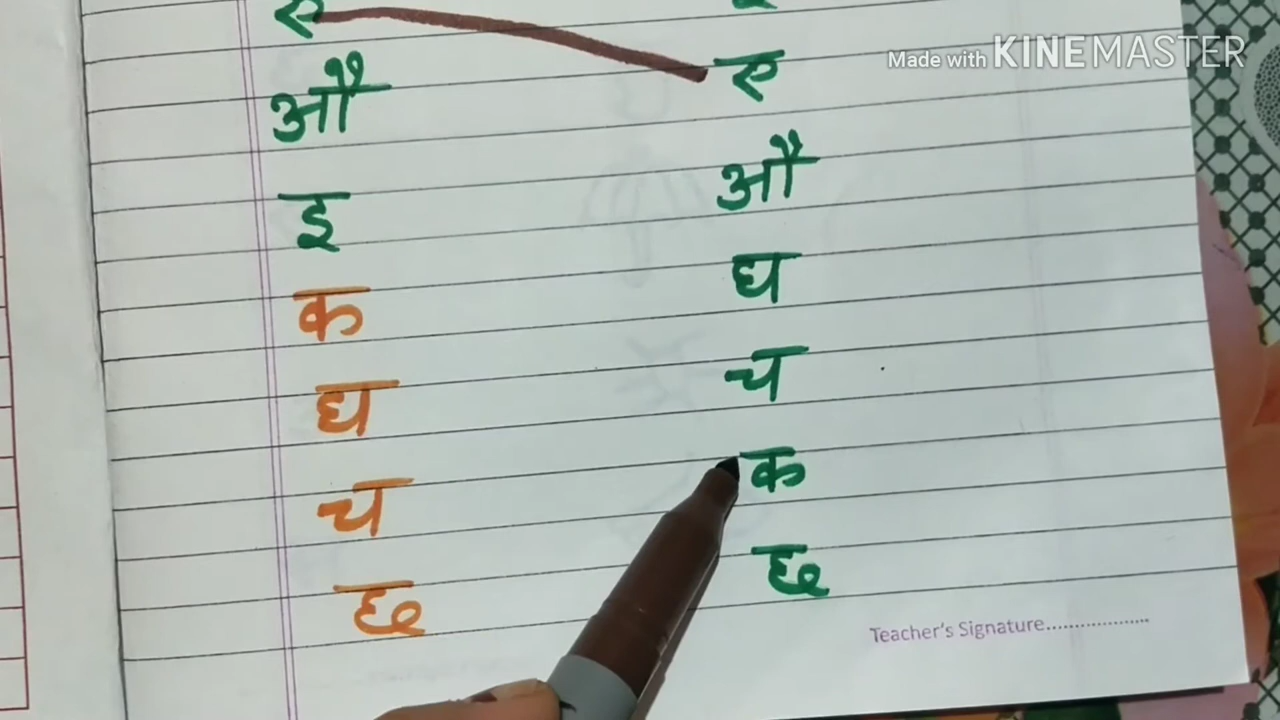 Made with KINEMASTER
ए
औ ए
इ औ
क घ
घ च
च क
छ छ
Teacher's Signature...................